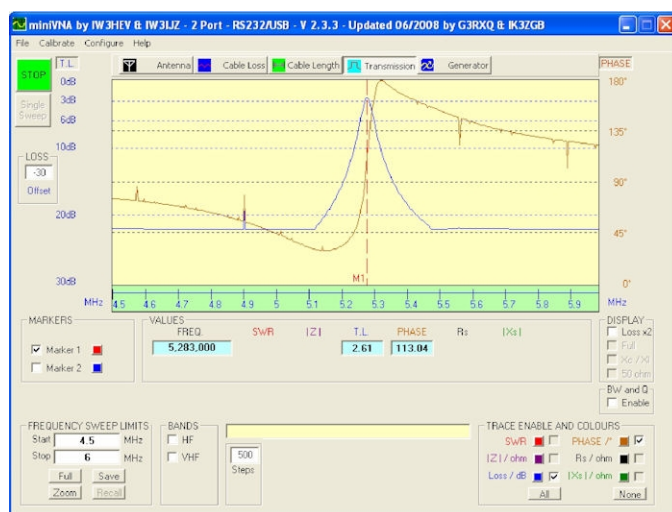 miniVNA by IW3HEV & IW3IJZ - 2 Port - RS232/USB - V 2.3.3 - Updated 06/2008 by G3RXQ & IK3ZGB
File Calibrate Configure Help
STOP
Single Sweep
T.L.
Antenna Cable Loss Cable Length Transmission Generator
PHASE
0dB 180°
3dB
6dB
135°
10dB
90°
20dB
45°
30dB 0°
LOSS
-30
Offset
M1
MHz 4.5 4.6 4.7 4.8 4.9 5 5.1 5.2 5.3 5.4 5.5 5.6 5.7 5.8 5.9 MHz
MARKERS
Marker 1
Marker 2
VALUES
FREQ. SWR |Z| T.L. PHASE Rs |Xs|
5,283,000 2.61 113.04
DISPLAY
Loss x2
Full
Xc / Xl
50 ohm
BW and Q
Enable
FREQUENCY SWEEP LIMITS
Start 4.5 MHz
Stop 6 MHz
Full Save
Zoom Recall
BANDS
HF
VHF
500
Steps
TRACE ENABLE AND COLOURS
SWR PHASE /°
|Z| / ohm Rs / ohm
Loss / dB |Xs| / ohm
All None